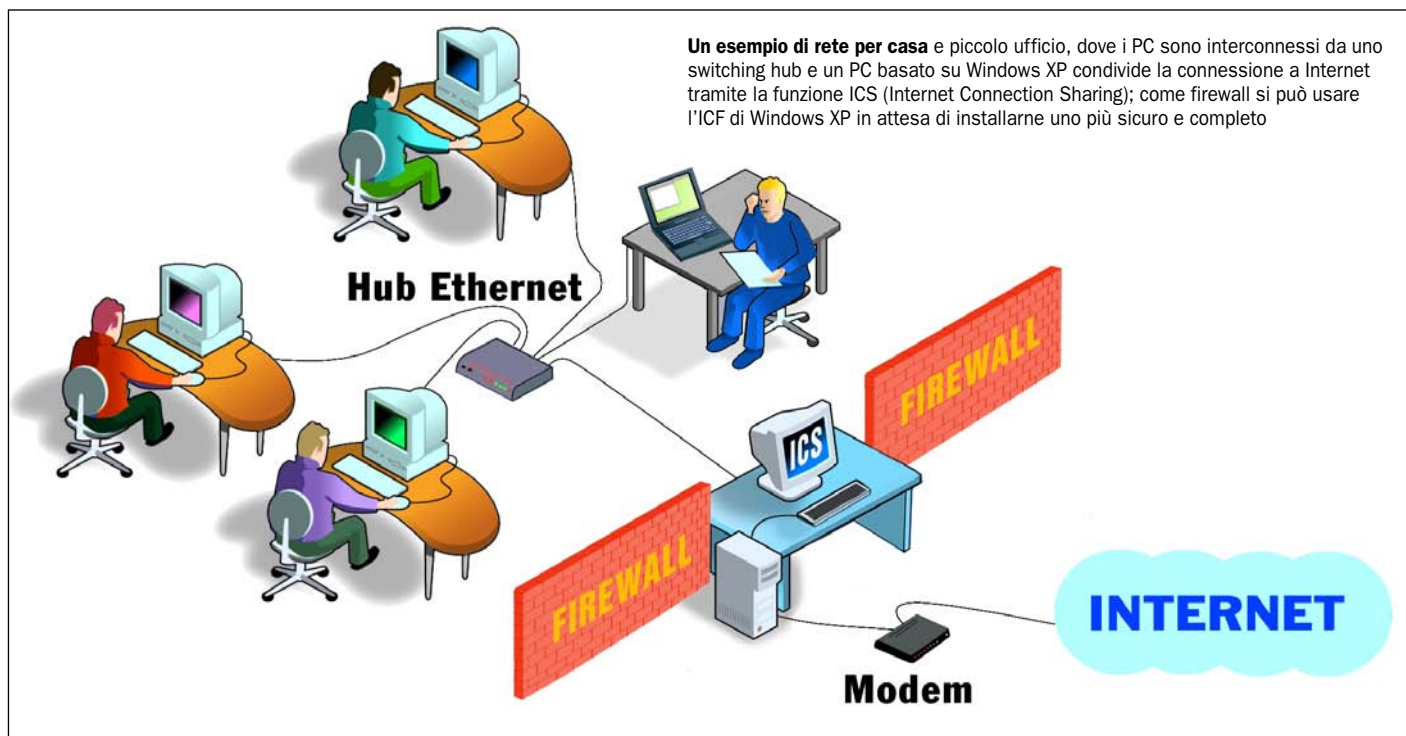 Un esempio di rete per casa e piccolo ufficio, dove i PC sono interconnessi da uno
switching hub e un PC basato su Windows XP condivide la connessione a Internet
tramite la funzione ICS (Internet Connection Sharing); come firewall si può usare
l'ICF di Windows XP in attesa di installarne uno più sicuro e completo
Hub Ethernet
FIREWALL
ICS
FIREWALL
INTERNET
Modem